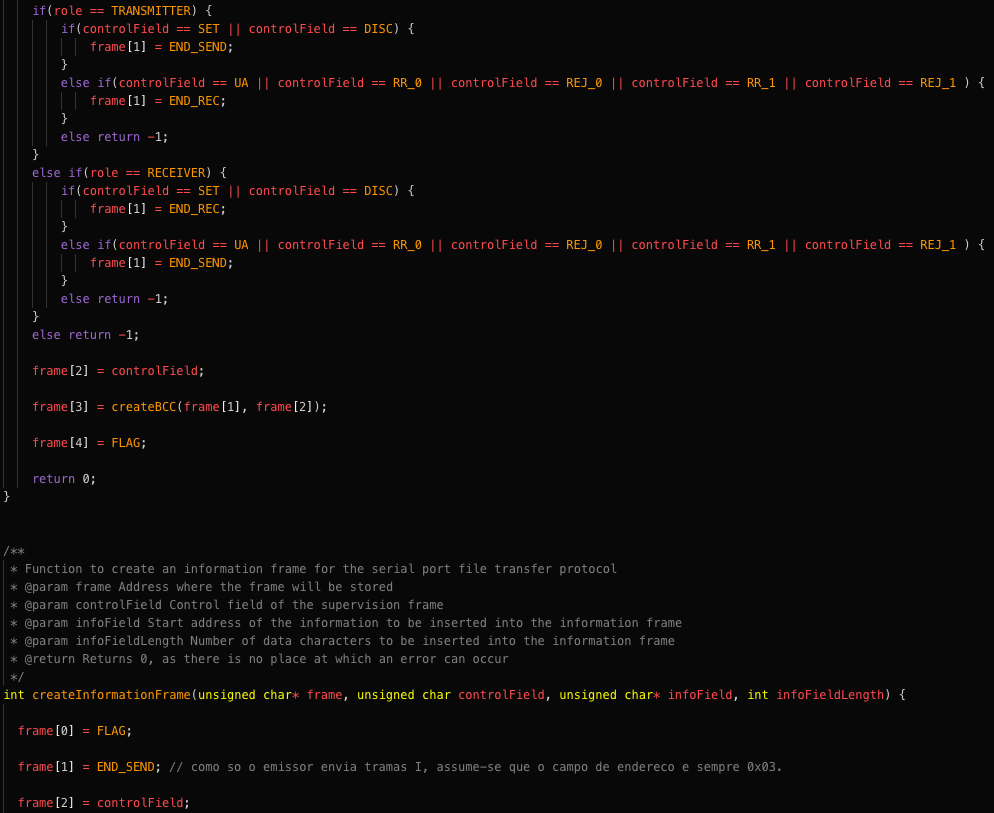 if(role == TRANSMITTER) {
if(controlField == SET || controlField == DISC) {
frame[1] = END_SEND;
}
else if(controlField == UA || controlField == RR_0 || controlField == REJ_0 || controlField == RR_1 || controlField == REJ_1 ) {
frame[1] = END_REC;
}
else return -1;
}
else if(role == RECEIVER) {
if(controlField == SET || controlField == DISC) {
frame[1] = END_REC;
}
else if(controlField == UA || controlField == RR_0 || controlField == REJ_0 || controlField == RR_1 || controlField == REJ_1 ) {
frame[1] = END_SEND;
}
else return -1;
}
else return -1;
frame[2] = controlField;
frame[3] = createBCC(frame[1], frame[2]);
frame[4] = FLAG;
return 0;
}
/**
* Function to create an information frame for the serial port file transfer protocol
* @param frame Address where the frame will be stored
* @param controlField Control field of the supervision frame
* @param infoField Start address of the information to be inserted into the information frame
* @param infoFieldLength Number of data characters to be inserted into the information frame
* @return Returns 0, as there is no place at which an error can occur
*/
int createInformationFrame(unsigned char* frame, unsigned char controlField, unsigned char* infoField, int infoFieldLength) {
frame[0] = FLAG;
frame[1] = END_SEND; // como so o emissor envia tramas I, assume-se que o campo de endereco e sempre 0x03.
frame[2] = controlField;